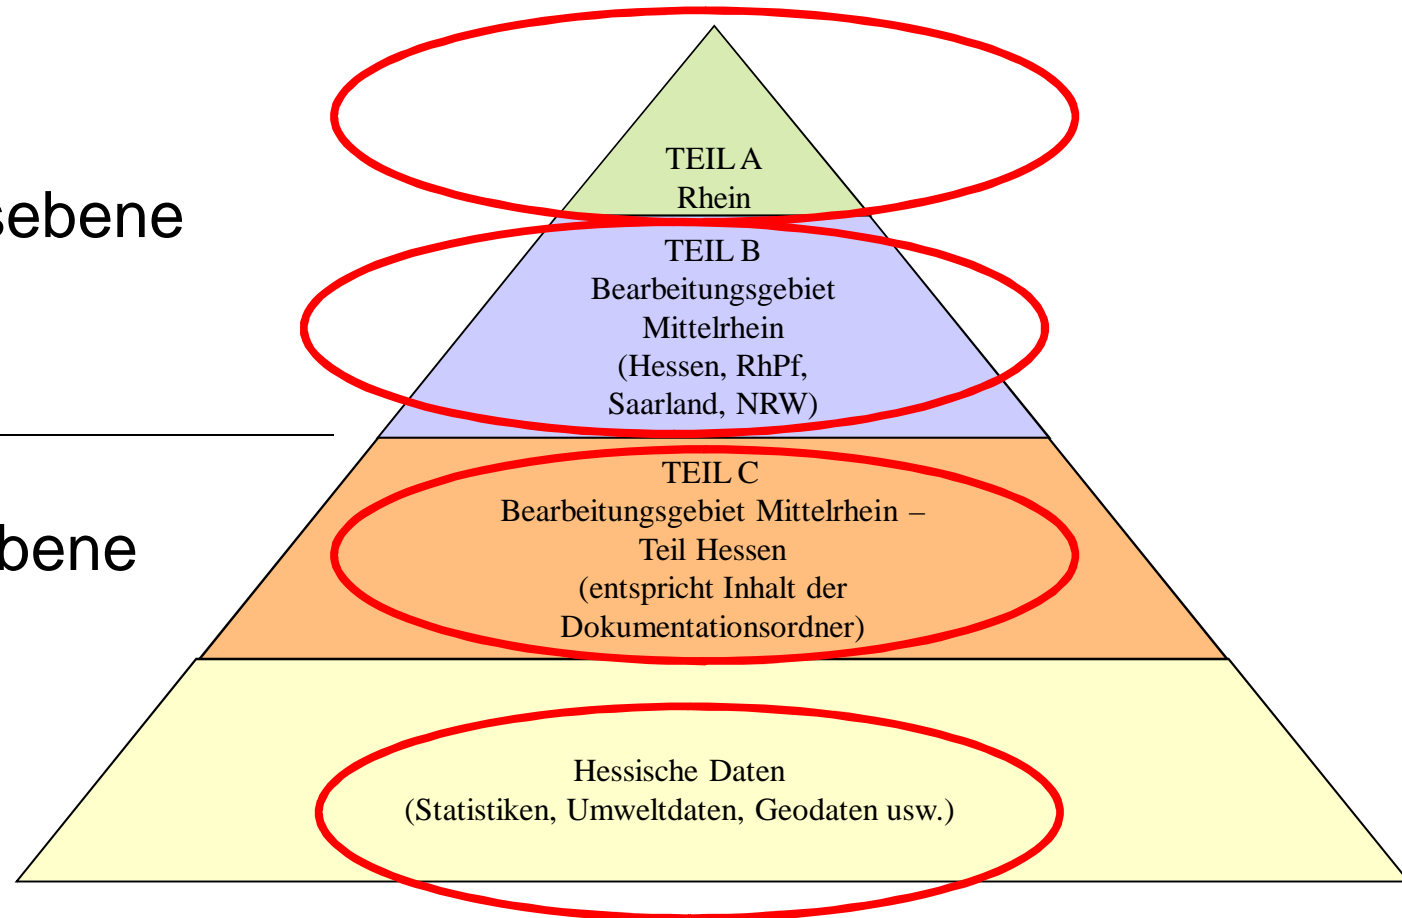 TEIL A
Rhein
sebene
TEIL B
Bearbeitungsgebiet
Mittelrhein
(Hessen, RhPf,
Saarland, NRW)
TEIL C
Bearbeitungsgebiet Mittelrhein –
Teil Hessen
(entspricht Inhalt der
Dokumentationsordner)
bene
Hessische Daten
(Statistiken, Umweltdaten, Geodaten usw.)